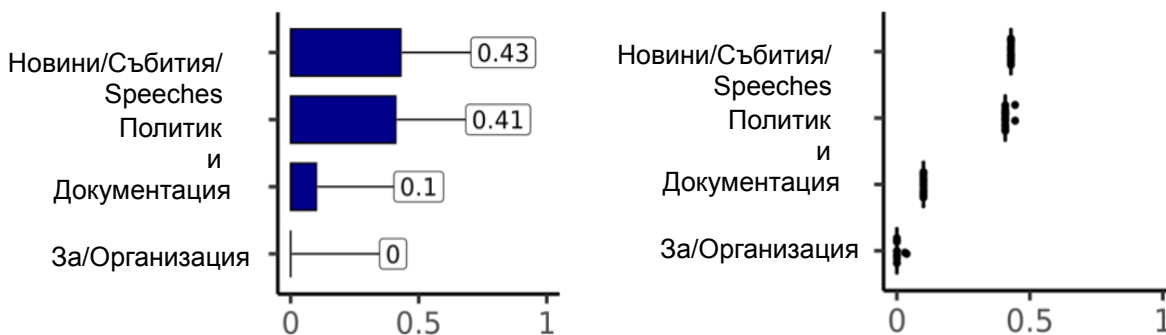 Новини/Събития/
Speeches
Политик
и
Документация
За/Организация
0.43
0.41
0.1
0
0
0.5
1
Новини/Събития/
Speeches
Политик
и
Документация
За/Организация
0
0.5
1